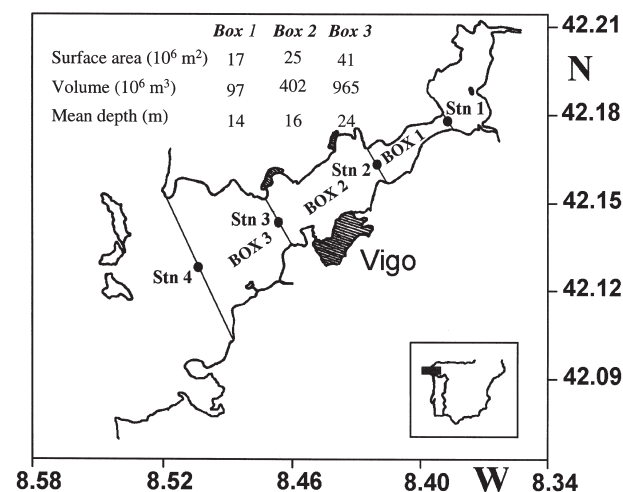 Box 1 Box 2 Box 3
Surface area (10⁶ m²) 17 25 41
Volume (10⁶ m³) 97 402 965
Mean depth (m) 14 16 24
42.21
N
42.18
42.15
42.12
42.09
Stn 1
BOX 1
Stn 2
BOX 2
Stn 3
BOX 3
Stn 4
Vigo
8.58 8.52 8.46 8.40 W 8.34